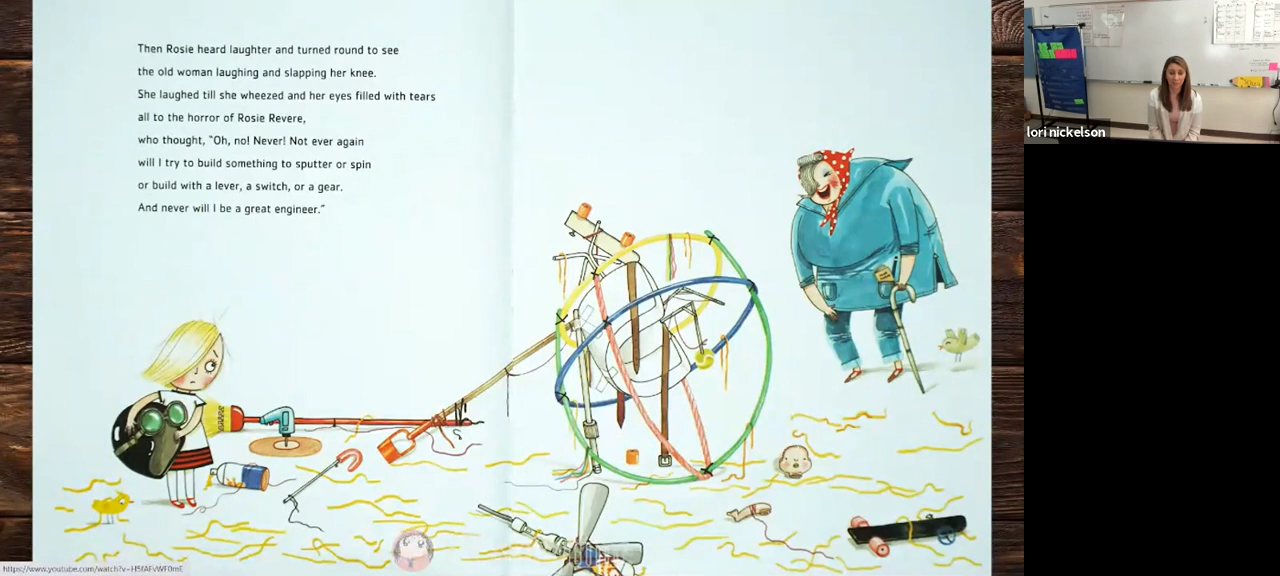 Then Rosie heard laughter and turned round to see
the old woman laughing and slapping her knee.
She laughed till she wheezed and her eyes filled with tears
all to the horror of Rosie Revere,
who thought, "Oh, no! Never! Not ever again
will I try to build something to sputter or spin
or build with a lever, a switch, or a gear.
And never will I be a great engineer."
lori nickelson